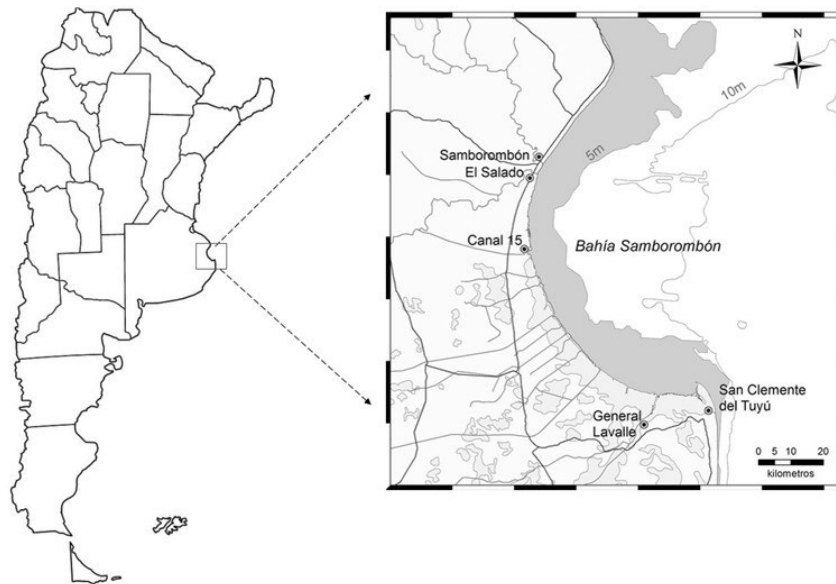 N
10m
5m
Samborombón
El Salado
Canal 15
Bahía Samborombón
San Clemente
del Tuyú
General
Lavalle
0 5 10 20
kilometros